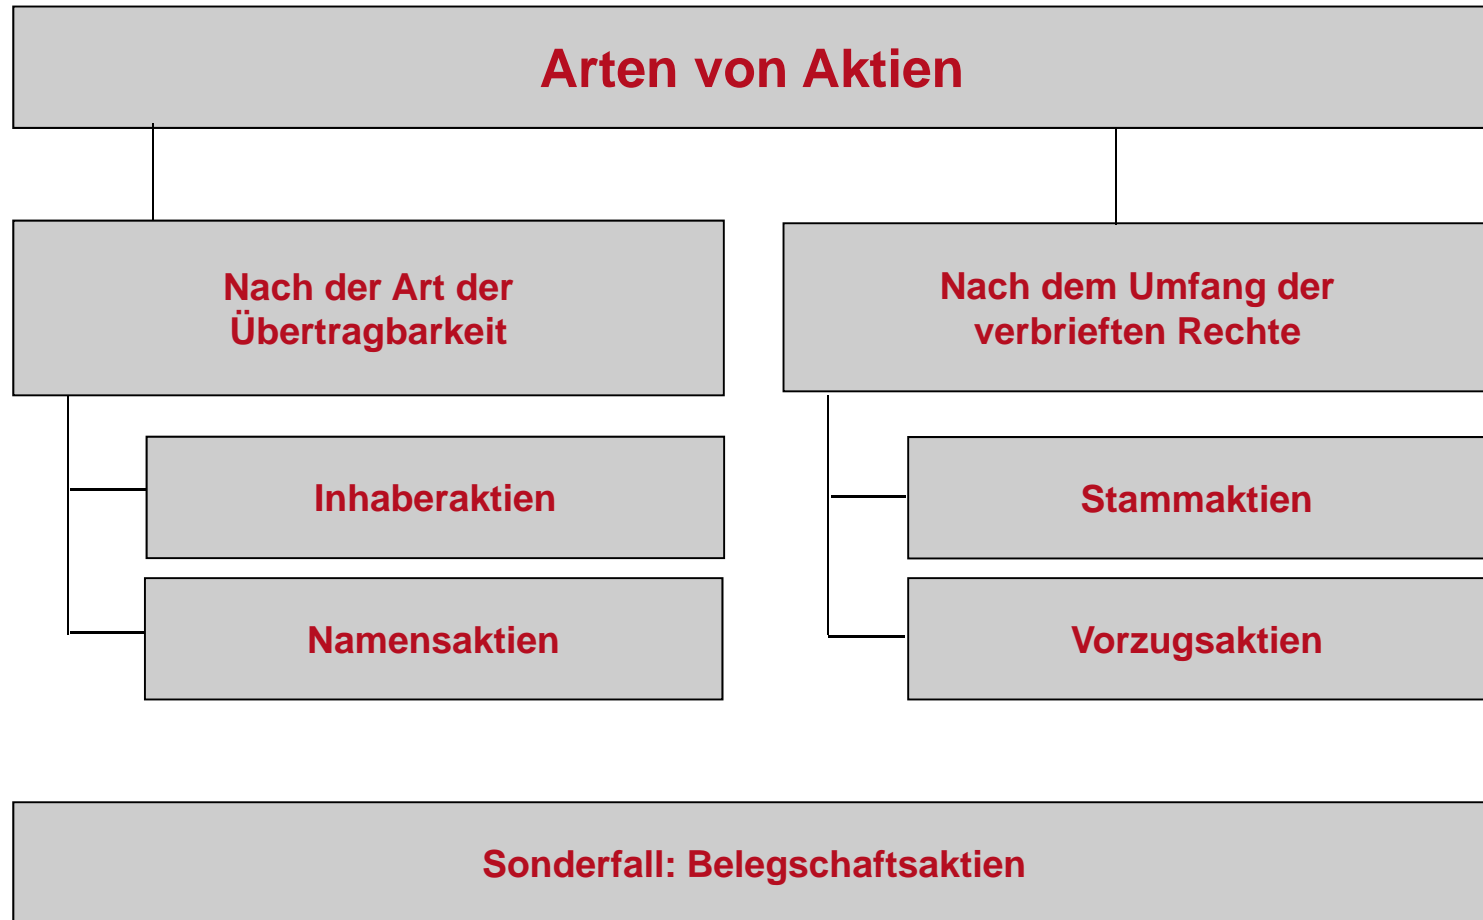 Arten von Aktien
Nach der Art der
Übertragbarkeit
Inhaberaktien
Namensaktien
Nach dem Umfang der
verbrieften Rechte
Stammaktien
Vorzugsaktien
Sonderfall: Belegschaftsaktien